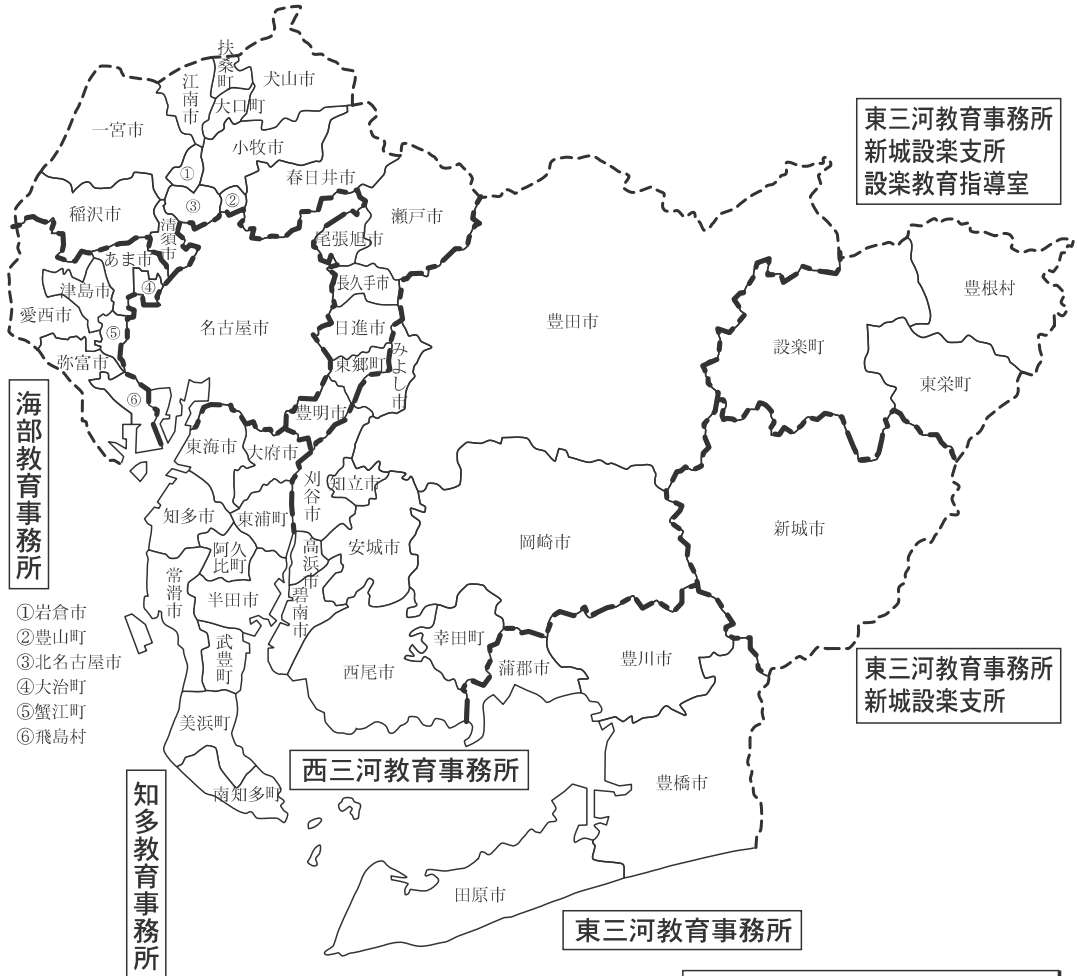 扶桑町
江南市
犬山市
大口町
一宮市
小牧市
①
春日井市
②
③
稲沢市
瀬戸市
清須市
尾張旭市
あま市
④
津島市
長久手市
愛西市
⑤
名古屋市
日進市
豊田市
弥富市
東郷町
みよし市
⑥
豊明市
東三河教育事務所
新城設楽支所
設楽教育指導室
豊根村
設楽町
東栄町
海部教育事務所
東海市
大府市
刈谷市
知立市
知多市
東浦町
新城市
岡崎市
安城市
阿久
比町
高浜市
常滑市
半田市
碧南市
①岩倉市
②豊山町
③北名古屋市
④大治町
⑤蟹江町
⑥飛島村
武豊町
幸田町
西尾市
蒲郡市
豊川市
東三河教育事務所
新城設楽支所
美浜町
西三河教育事務所
南知多町
豊橋市
知多教育事務所
田原市
東三河教育事務所